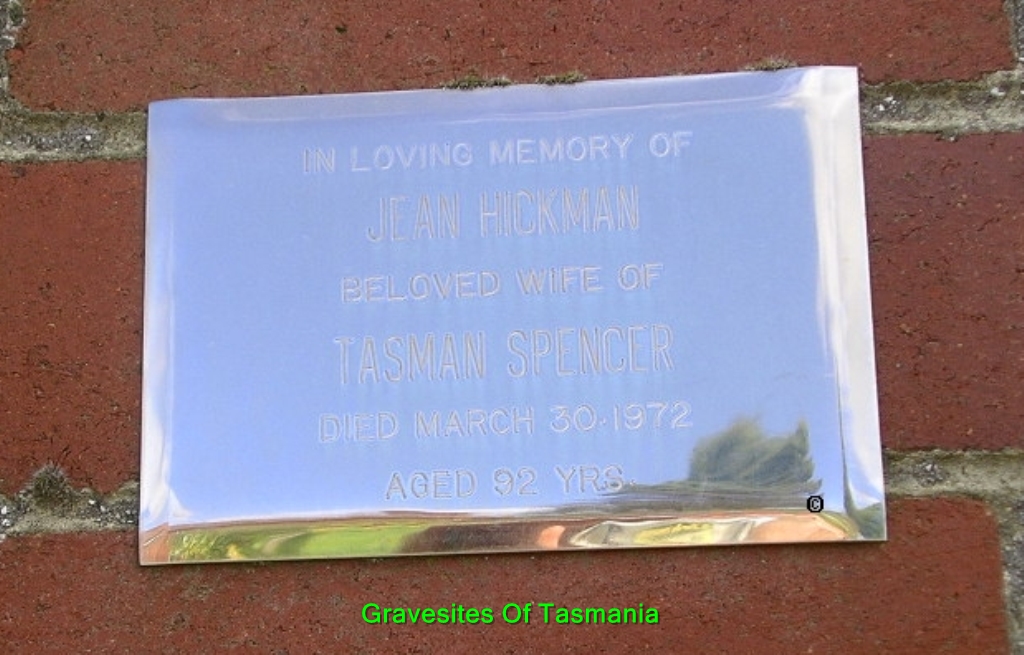 IN LOVING MEMORY OF
JEAN HICKMAN
BELOVED WIFE OF
TASMAN SPENCER
DIED MARCH 30.1972
AGED 92 YRS.
©
Gravesites Of Tasmania